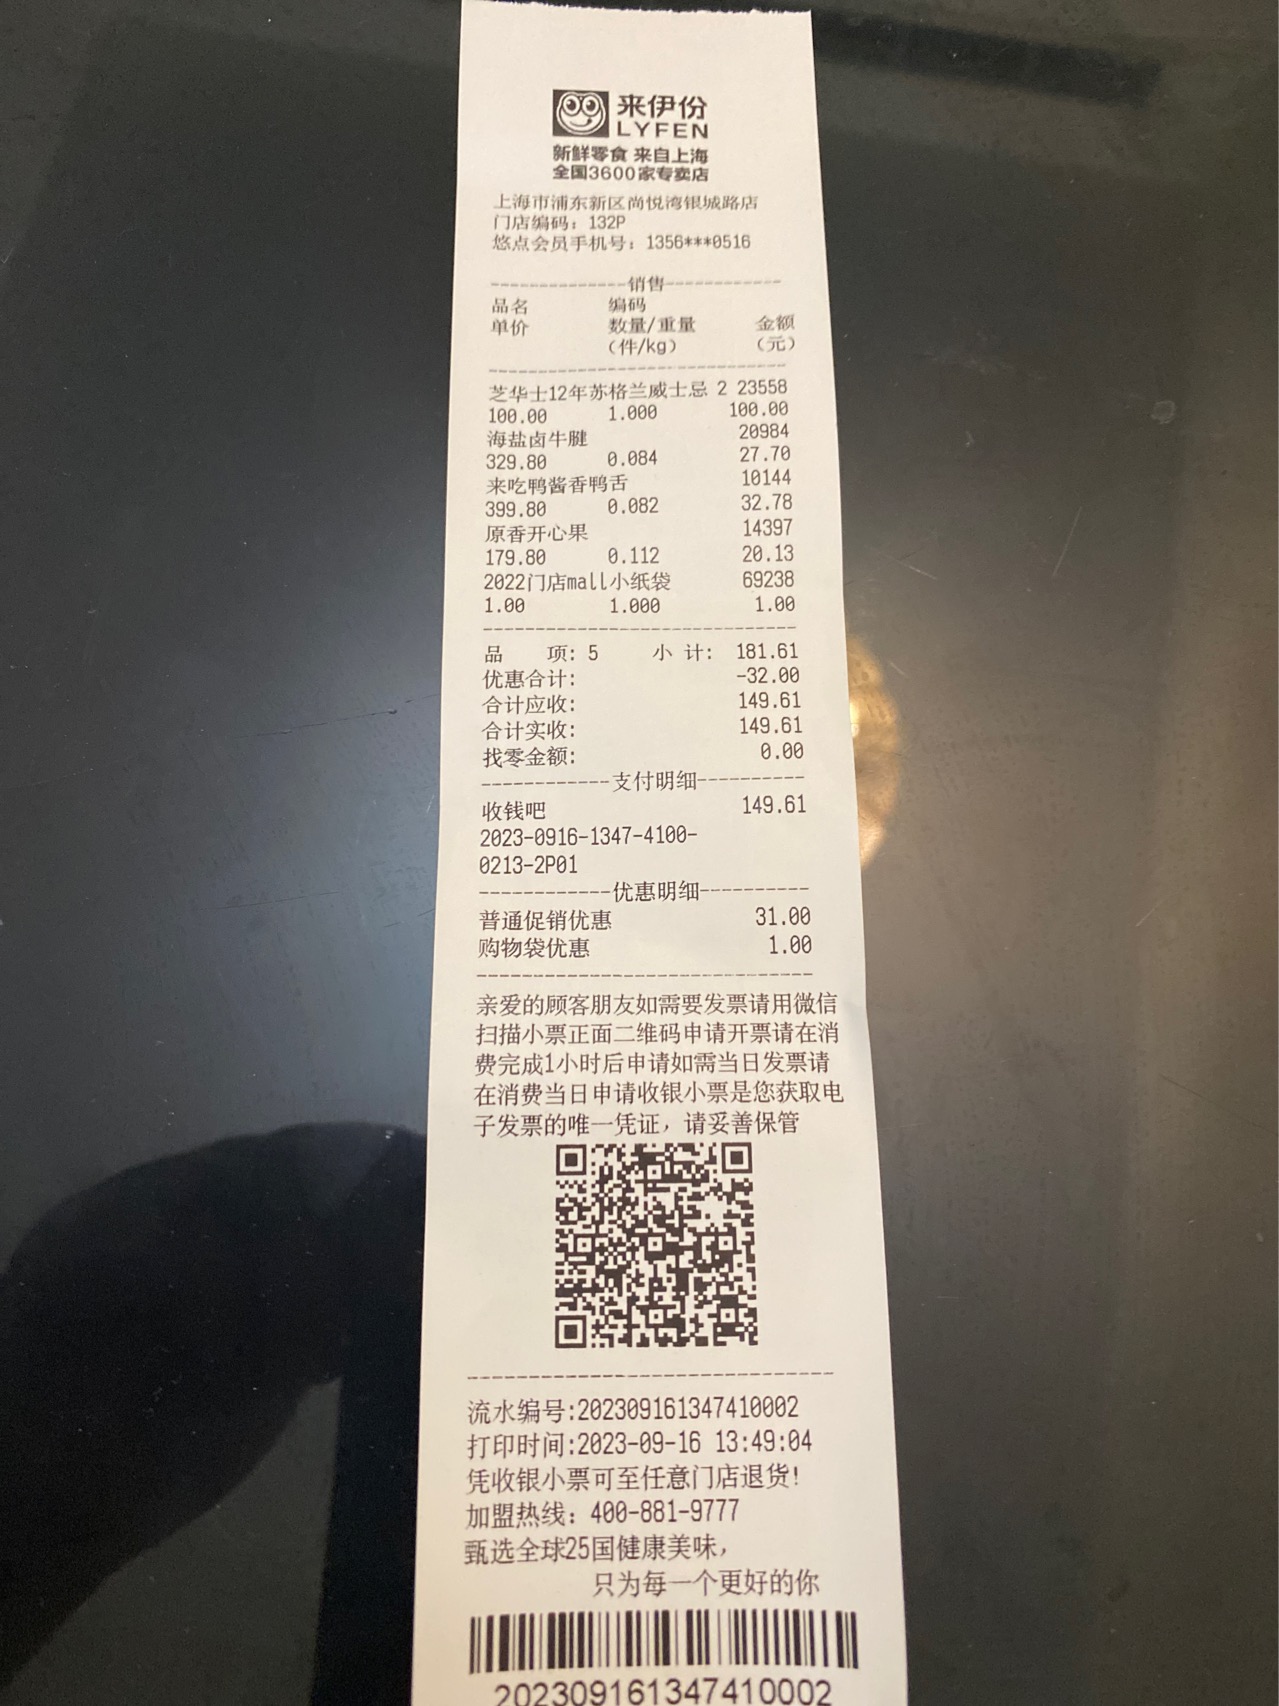 来伊份
LYFEN
新鲜零食 来自上海
全国3600家专卖店
上海市浦东新区尚悦湾银城路店
门店编码：132P
悠点会员手机号：1356***0516
--------------销售------------
品名 编码
单价 数量/重量 金额
（件/kg） （元）
------------------------------
芝华士12年苏格兰威士忌 2 23558
100.00 1.000 100.00
海盐卤牛腱 20984
329.80 0.084 27.70
来吃鸭酱香鸭舌 10144
399.80 0.082 32.78
原香开心果 14397
179.80 0.112 20.13
2022门店mall小纸袋 69238
1.00 1.000 1.00
------------------------------
品 项: 5 小 计: 181.61
优惠合计: -32.00
合计应收: 149.61
合计实收: 149.61
找零金额: 0.00
------------支付明细----------
收钱吧 149.61
2023-0916-1347-4100-
0213-2P01
------------优惠明细----------
普通促销优惠 31.00
购物袋优惠 1.00
------------------------------
亲爱的顾客朋友如需要发票请用微信
扫描小票正面二维码申请开票请在消
费完成1小时后申请如需当日发票请
在消费当日申请收银小票是您获取电
子发票的唯一凭证，请妥善保管
------------------------------
流水编号:202309161347410002
打印时间:2023-09-16 13:49:04
凭收银小票可至任意门店退货!
加盟热线：400-881-9777
甄选全球25国健康美味，
只为每一个更好的你
202309161347410002